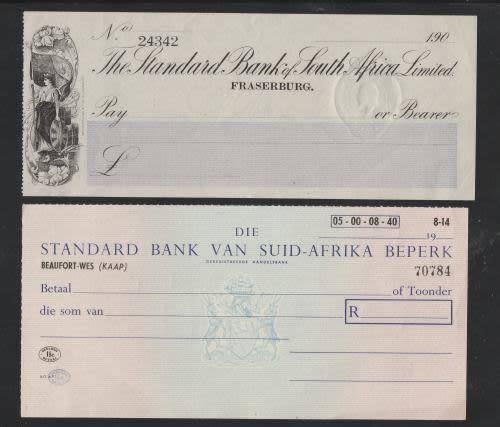 No 24342 190
The Standard Bank of South Africa Limited.
FRASERBURG.
Pay or Bearer
£
05-00-08-40 8-14
19
DIE
STANDARD BANK VAN SUID-AFRIKA BEPERK
GEREGISTREERDE HANDELSBANK
BEAUFORT-WES (KAAP) 70784
Betaal of Toonder
die som van R